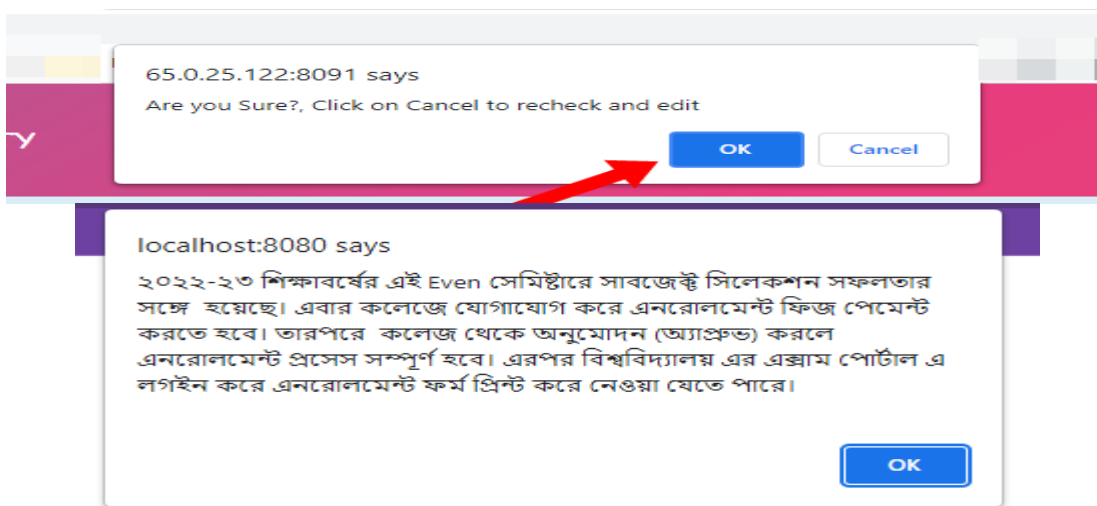 65.0.25.122:8091 says
Are you Sure?, Click on Cancel to recheck and edit
OK Cancel
localhost:8080 says
২০২২-২৩ শিক্ষাবর্ষের এই Even সেমিষ্টারে সাবজেক্ট সিলেকশন সফলতার
সঙ্গে হয়েছে। এবার কলেজে যোগাযোগ করে এনরোলমেন্ট ফিজ পেমেন্ট
করতে হবে। তারপরে কলেজ থেকে অনুমোদন (অ্যাপ্রুভ) করলে
এনরোলমেন্ট প্রসেস সম্পূর্ণ হবে। এরপর বিশ্ববিদ্যালয় এর এক্সাম পোর্টাল এ
লগইন করে এনরোলমেন্ট ফর্ম প্রিন্ট করে নেওয়া যেতে পারে।
OK